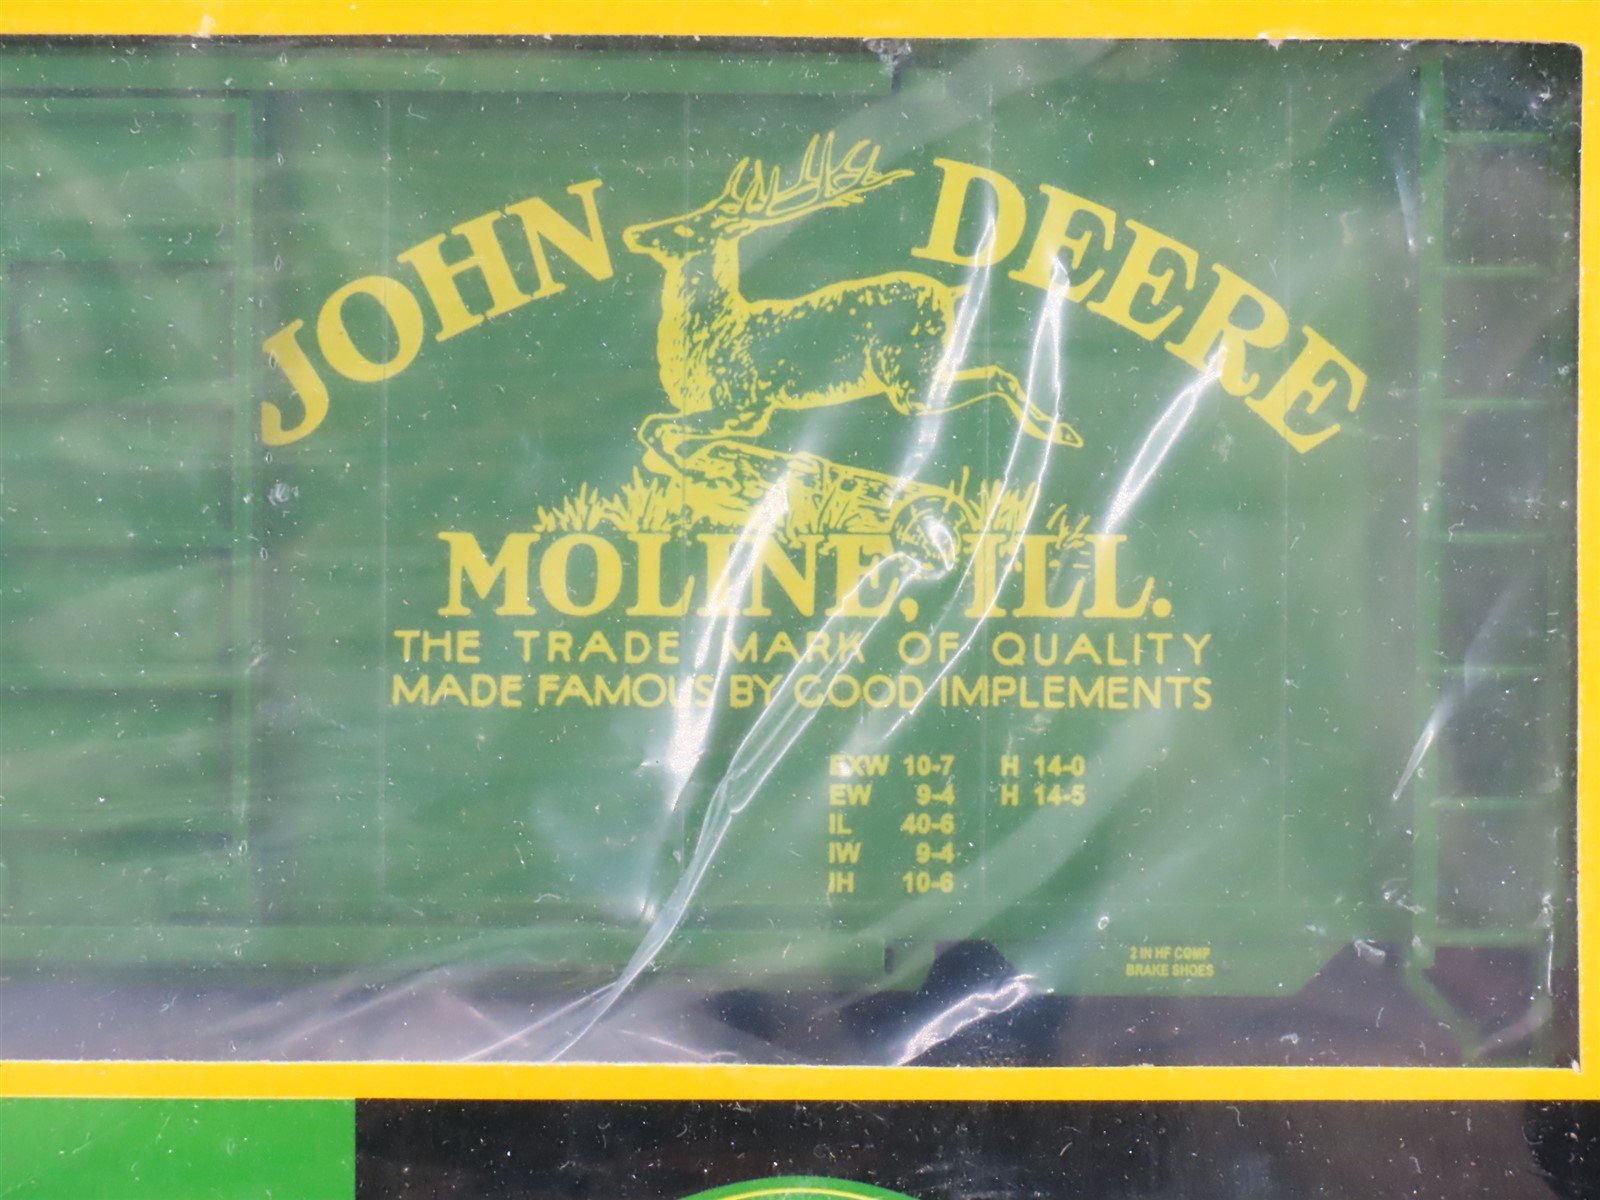 JOHN DEERE
MOLINE, ILL.
THE TRADE MARK OF QUALITY
MADE FAMOUS BY GOOD IMPLEMENTS
EXW 10-7 H 14-0
EW 9-4 H 14-5
IL 40-6
IW 9-4
IH 10-6
2 IN HF COMP
BRAKE SHOES